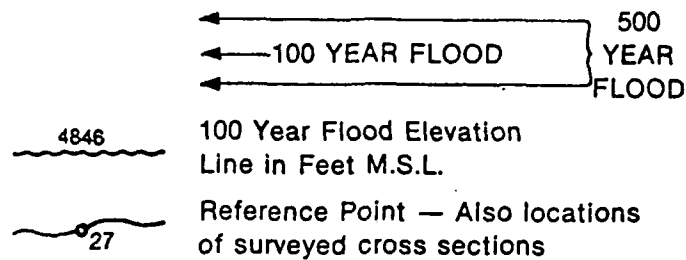 500
100 YEAR FLOOD YEAR
FLOOD
4846
100 Year Flood Elevation
Line in Feet M.S.L.
27
Reference Point — Also locations
of surveyed cross sections